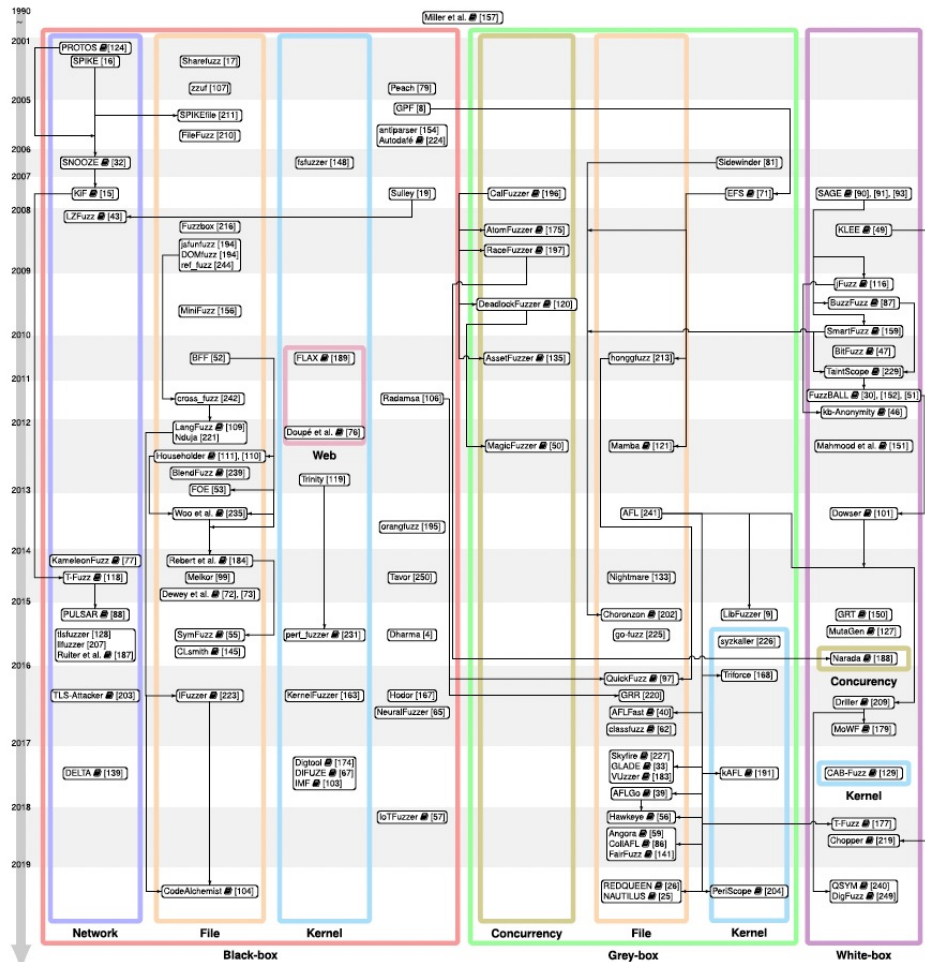 1990
~
Miller et al. [157]
2001
PROTOS [124]
SPIKE [16]
Sharefuzz [17]
zzuf [107]
Peach [79]
2005
GPF [8]
SPIKEfile [211]
antiparser [154]
Autodafé [224]
FileFuzz [210]
2006
SNOOZE [32]
fsfuzzer [148]
Sidewinder [81]
2007
KiF [15]
Sulley [19]
CalFuzzer [196]
EFS [71]
SAGE [90], [91], [93]
2008
LZFuzz [43]
Fuzzbox [216]
AtomFuzzer [175]
KLEE [49]
jsfunfuzz [194]
DOMfuzz [194]
ref_fuzz [244]
RaceFuzzer [197]
2009
jFuzz [116]
DeadlockFuzzer [120]
BuzzFuzz [87]
MiniFuzz [156]
SmartFuzz [159]
2010
BitFuzz [47]
BFF [52]
FLAX [189]
AssetFuzzer [135]
honggfuzz [213]
TaintScope [229]
2011
cross_fuzz [242]
Radamsa [106]
FuzzBALL [30], [152], [51]
kb-Anonymity [46]
2012
LangFuzz [109]
Nduja [221]
Doupé et al. [76]
MagicFuzzer [50]
Mamba [121]
Mahmood et al. [151]
Web
Householder [111], [110]
BlendFuzz [239]
Trinity [119]
FOE [53]
2013
Woo et al. [235]
AFL [241]
Dowser [101]
orangfuzz [195]
2014
KameleonFuzz [77]
Rebert et al. [184]
T-Fuzz [118]
Melkor [99]
Tavor [250]
Nightmare [133]
Dewey et al. [72], [73]
2015
PULSAR [88]
Choronzon [202]
LibFuzzer [9]
GRT [150]
tlsfuzzer [128]
llfuzzer [207]
Ruiter et al. [187]
SymFuzz [55]
perf_fuzzer [231]
Dharma [4]
go-fuzz [225]
syzkaller [226]
MutaGen [127]
CLsmith [145]
Narada [188]
2016
Concurency
QuickFuzz [97]
Triforce [168]
TLS-Attacker [203]
IFuzzer [223]
KernelFuzzer [163]
Hodor [167]
GRR [220]
Driller [209]
NeuralFuzzer [65]
AFLFast [40]
classfuzz [62]
MoWF [179]
2017
DELTA [139]
Digtool [174]
DIFUZE [67]
IMF [103]
Skyfire [227]
GLADE [33]
VUzzer [183]
kAFL [191]
CAB-Fuzz [129]
Kernel
AFLGo [39]
2018
IoTFuzzer [57]
Hawkeye [56]
T-Fuzz [177]
Angora [59]
CollAFL [86]
FairFuzz [141]
Chopper [219]
2019
CodeAlchemist [104]
REDQUEEN [26]
NAUTILUS [25]
PeriScope [204]
QSYM [240]
DigFuzz [249]
Network
File
Kernel
Concurrency
File
Kernel
Black-box
Grey-box
White-box